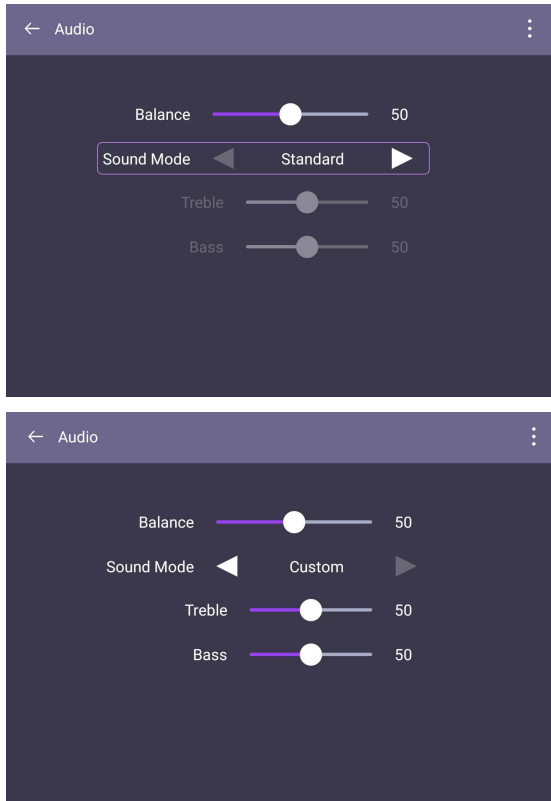 Audio
Balance 50
Sound Mode Standard
Treble 50
Bass 50
Audio
Balance 50
Sound Mode Custom
Treble 50
Bass 50